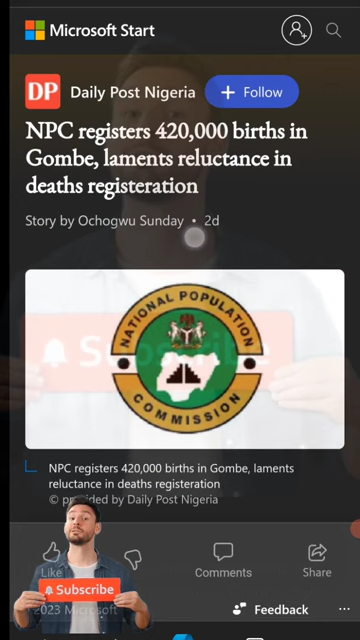 Microsoft Start
DP Daily Post Nigeria + Follow
NPC registers 420,000 births in
Gombe, laments reluctance in
deaths registeration
Story by Ochogwu Sunday • 2d
Subscribe
NATIONAL POPULATION
COMMISSION
NPC registers 420,000 births in Gombe, laments
reluctance in deaths registeration
© provided by Daily Post Nigeria
Like
Comments
Share
Subscribe
2023 Microsoft
Feedback